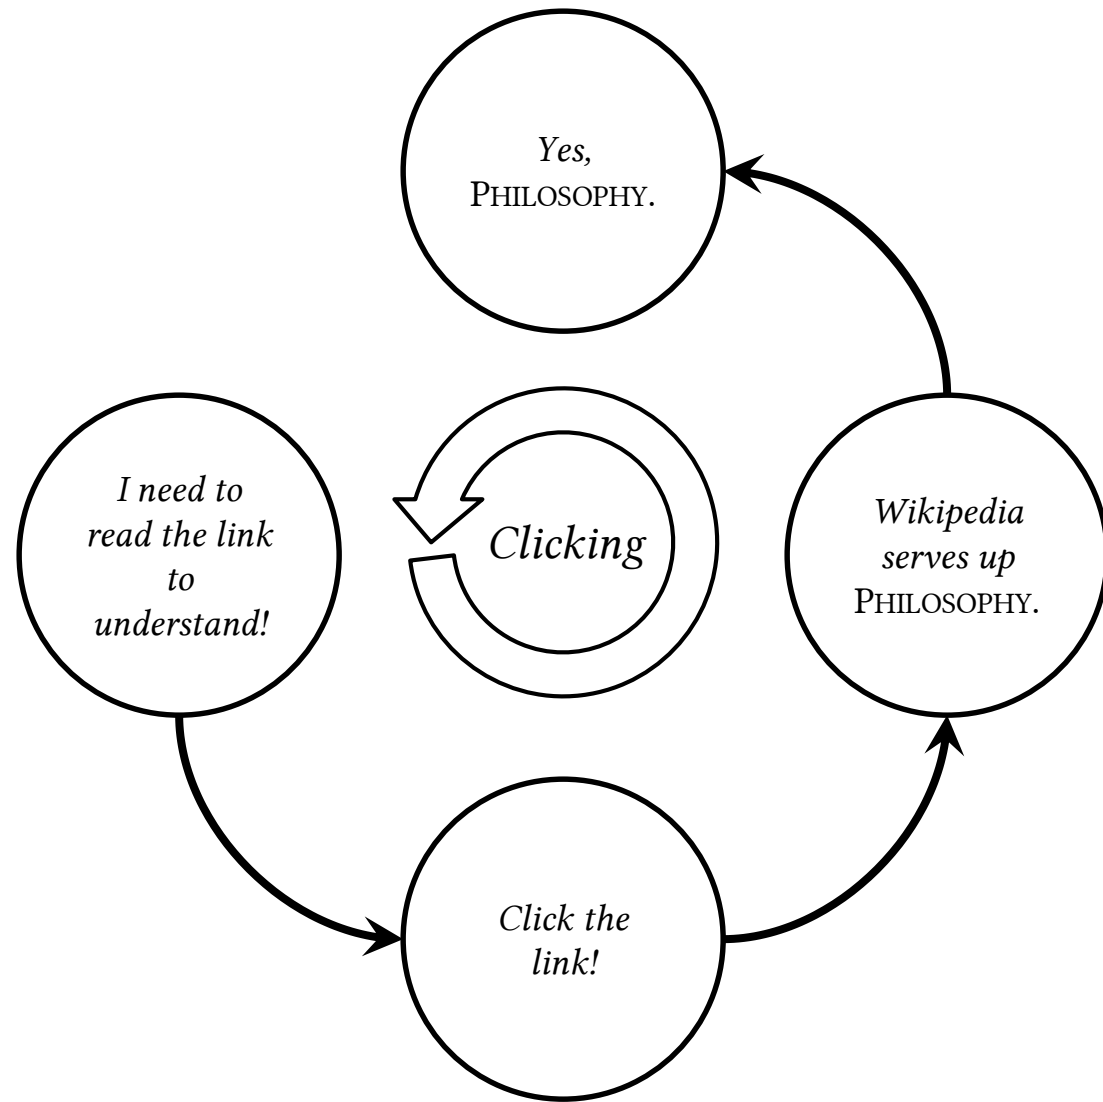 Yes,
PHILOSOPHY.
I need to
read the link
to
understand!
Clicking
Wikipedia
serves up
PHILOSOPHY.
Click the
link!